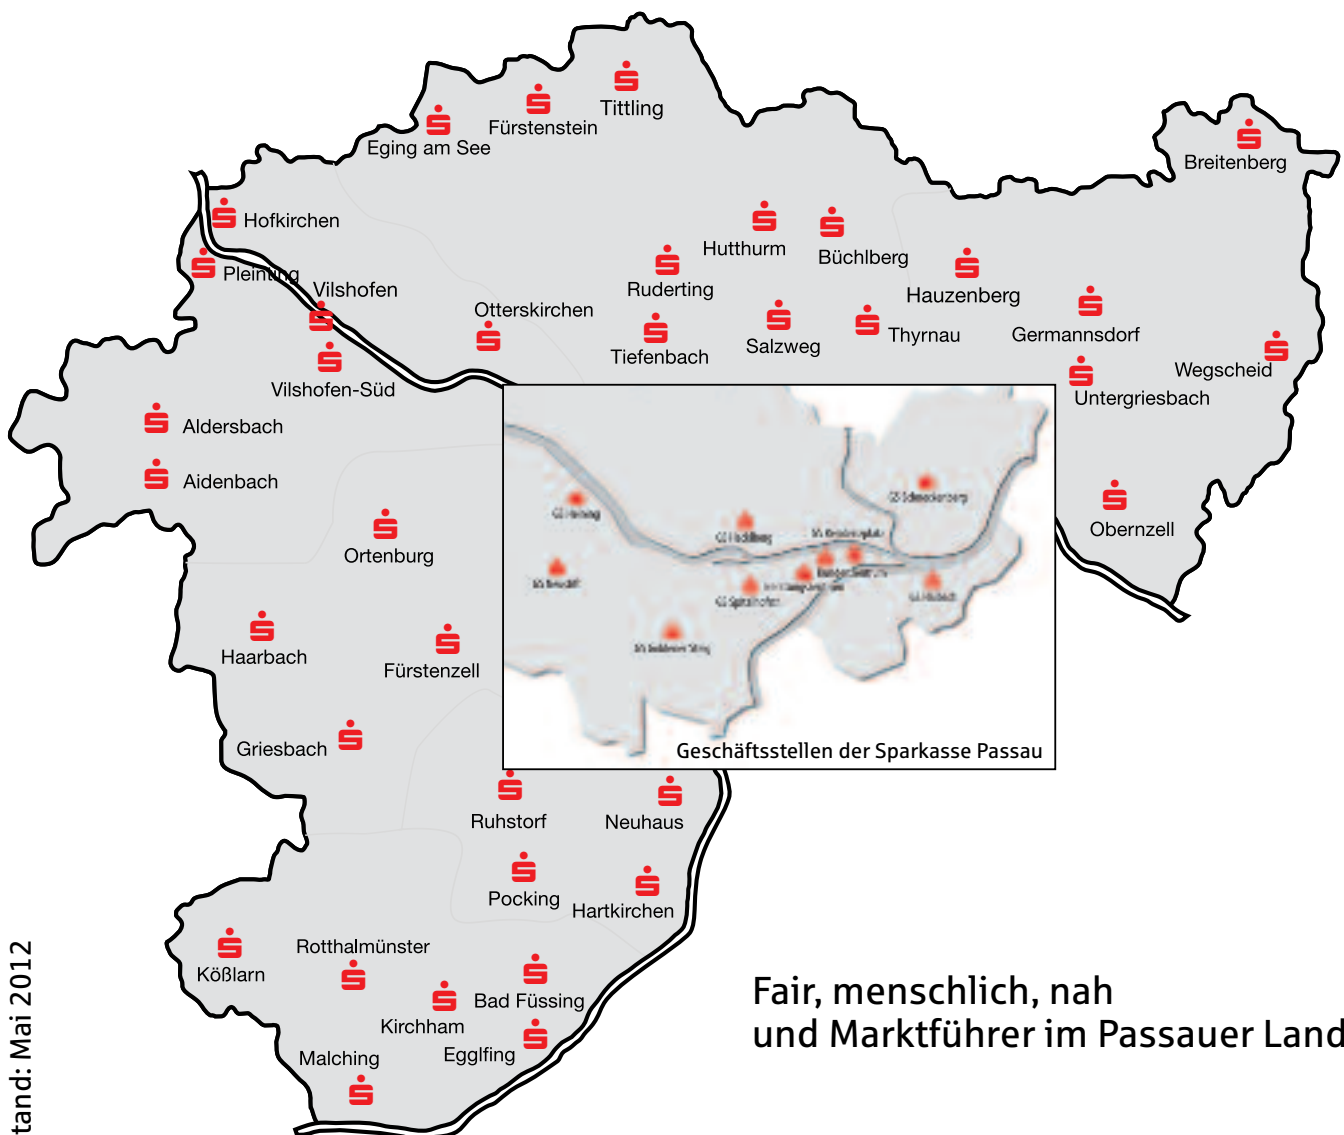 Tittling
Fürstenstein
Eging am See
Breitenberg
Hofkirchen
Hutthurm
Büchlberg
Pleinting
Vilshofen
Ruderting
Hauzenberg
Otterskirchen
Tiefenbach
Salzweg
Thyrnau
Germannsdorf
Wegscheid
Vilshofen-Süd
Untergriesbach
Aldersbach
Aidenbach
Obernzell
Ortenburg
Haarbach
Fürstenzell
Griesbach
Geschäftsstellen der Sparkasse Passau
Ruhstorf
Neuhaus
Pocking
Hartkirchen
Rotthalmünster
Kößlarn
Bad Füssing
Kirchham
Egglfing
Malching
Fair, menschlich, nah
und Marktführer im Passauer Land
tand: Mai 2012